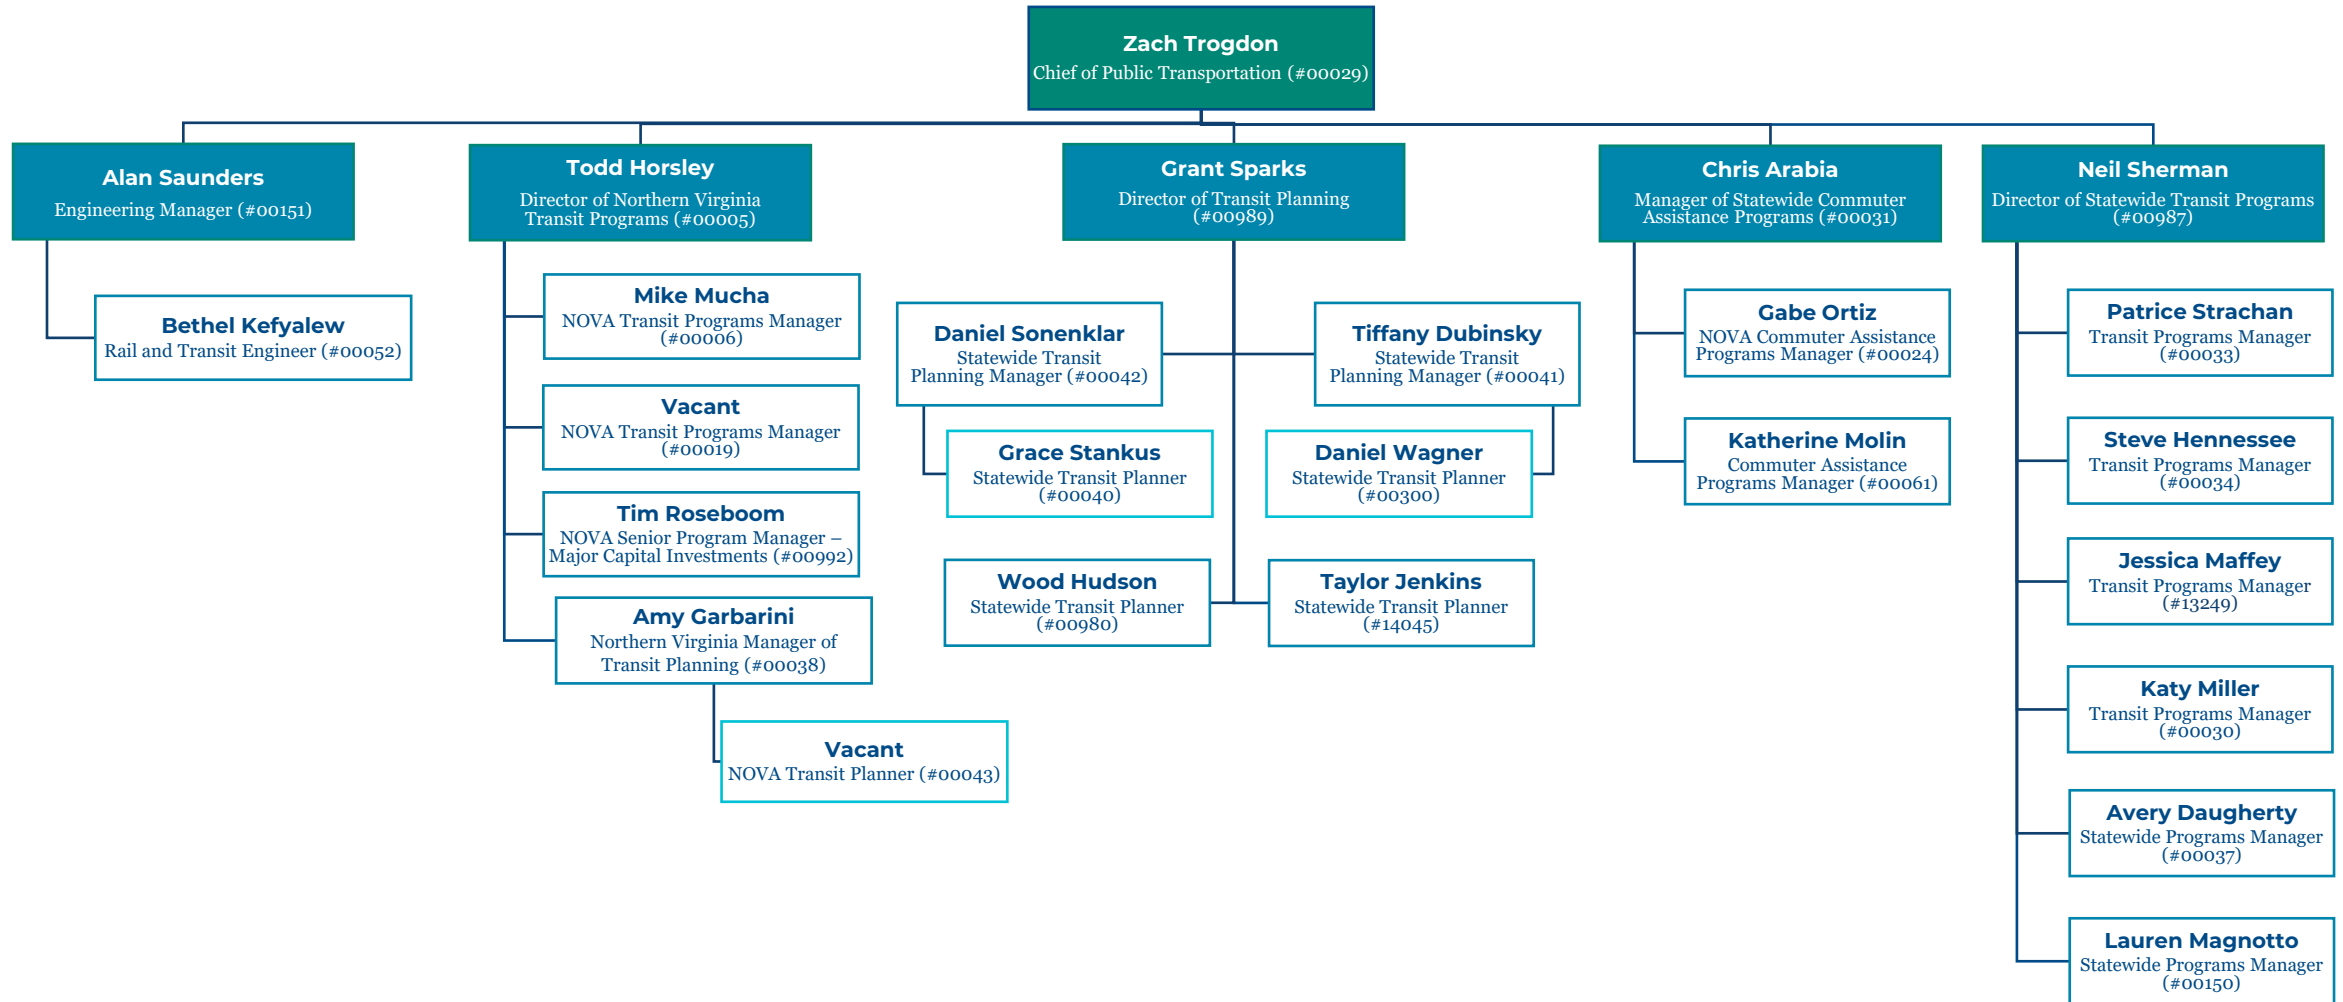 Zach Trogdon
Chief of Public Transportation (#00029)
Alan Saunders
Engineering Manager (#00151)
Bethel Kefyalew
Rail and Transit Engineer (#00052)
Todd Horsley
Director of Northern Virginia
Transit Programs (#00005)
Mike Mucha
NOVA Transit Programs Manager
(#00006)
Vacant
NOVA Transit Programs Manager
(#00019)
Tim Roseboom
NOVA Senior Program Manager –
Major Capital Investments (#00992)
Amy Garbarini
Northern Virginia Manager of
Transit Planning (#00038)
Vacant
NOVA Transit Planner (#00043)
Grant Sparks
Director of Transit Planning
(#00989)
Daniel Sonenklar
Statewide Transit
Planning Manager (#00042)
Tiffany Dubinsky
Statewide Transit
Planning Manager (#00041)
Grace Stankus
Statewide Transit Planner
(#00040)
Daniel Wagner
Statewide Transit Planner
(#00300)
Wood Hudson
Statewide Transit Planner
(#00980)
Taylor Jenkins
Statewide Transit Planner
(#14045)
Chris Arabia
Manager of Statewide Commuter
Assistance Programs (#00031)
Gabe Ortiz
NOVA Commuter Assistance
Programs Manager (#00024)
Katherine Molin
Commuter Assistance
Programs Manager (#00061)
Neil Sherman
Director of Statewide Transit Programs
(#00987)
Patrice Strachan
Transit Programs Manager
(#00033)
Steve Hennessee
Transit Programs Manager
(#00034)
Jessica Maffey
Transit Programs Manager
(#13249)
Katy Miller
Transit Programs Manager
(#00030)
Avery Daugherty
Statewide Programs Manager
(#00037)
Lauren Magnotto
Statewide Programs Manager
(#00150)